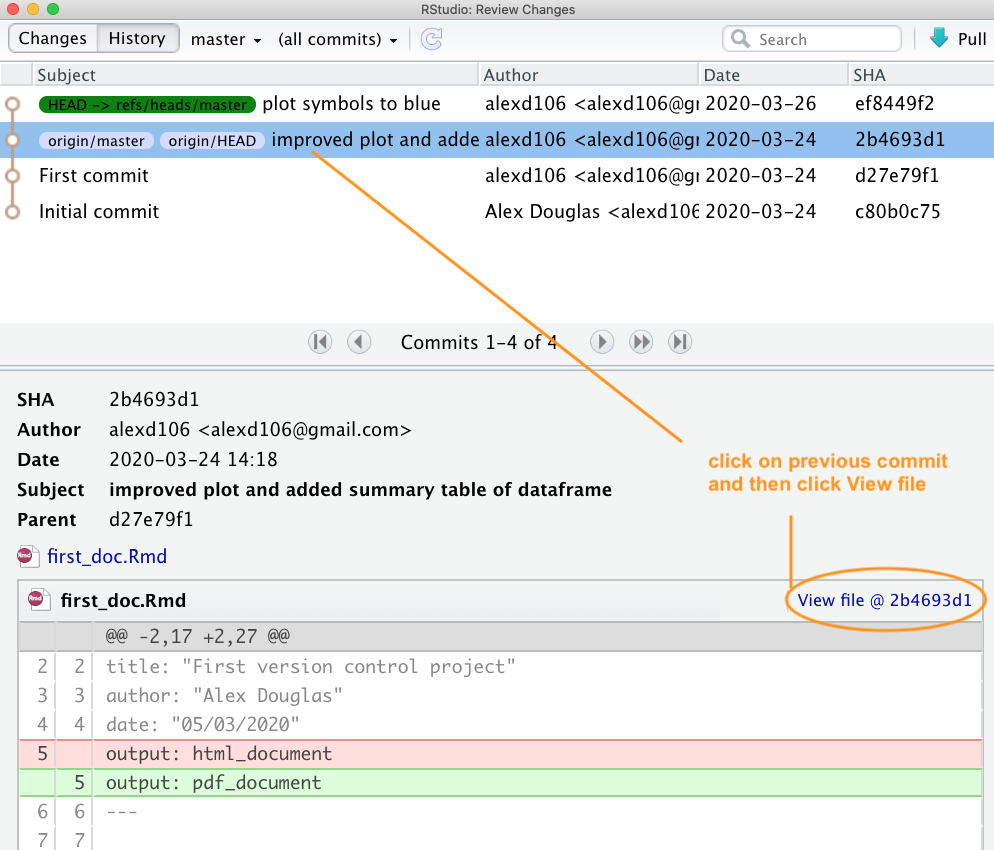 RStudio: Review Changes
Changes History master (all commits) Search Pull
Subject Author Date SHA
HEAD -> refs/heads/master plot symbols to blue alexd106 <alexd106@gr 2020-03-26 ef8449f2
origin/master origin/HEAD improved plot and adde alexd106 <alexd106@gr 2020-03-24 2b4693d1
First commit alexd106 <alexd106@gr 2020-03-24 d27e79f1
Initial commit Alex Douglas <alexd106 2020-03-24 c80b0c75
Commits 1-4 of 4
SHA 2b4693d1
Author alexd106 <alexd106@gmail.com>
Date 2020-03-24 14:18
Subject improved plot and added summary table of dataframe
Parent d27e79f1
click on previous commit
and then click View file
Rmd first_doc.Rmd
Rmd first_doc.Rmd View file @ 2b4693d1
@@ -2,17 +2,27 @@
2 2 title: "First version control project"
3 3 author: "Alex Douglas"
4 4 date: "05/03/2020"
5 output: html_document
5 output: pdf_document
6 6 ---
7 7